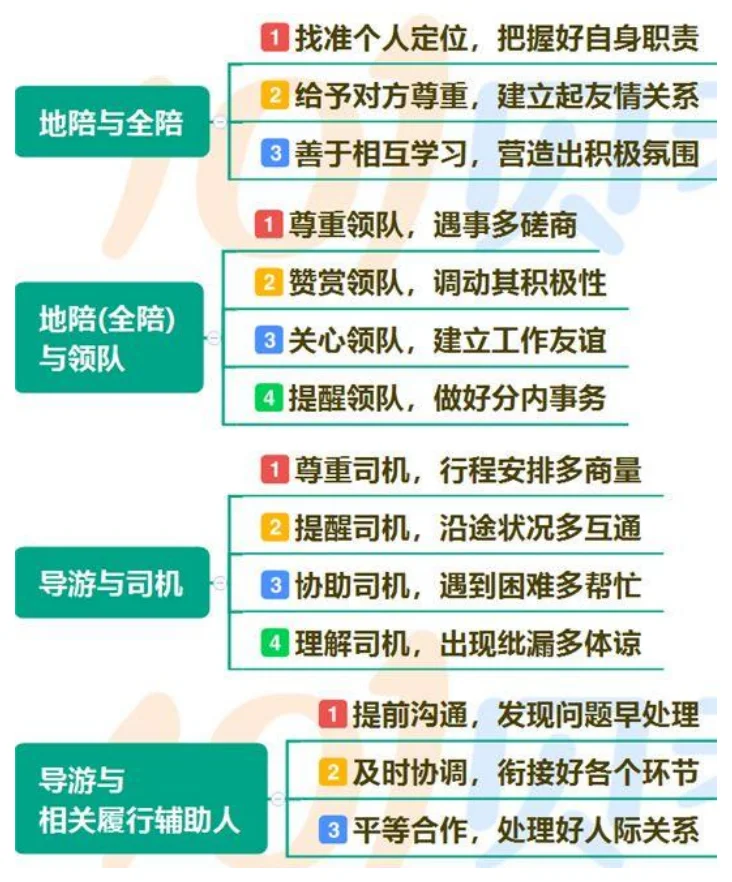 地陪与全陪
1 找准个人定位，把握好自身职责
2 给予对方尊重，建立起友情关系
3 善于相互学习，营造出积极氛围
地陪(全陪)
与领队
1 尊重领队，遇事多磋商
2 赞赏领队，调动其积极性
3 关心领队，建立工作友谊
4 提醒领队，做好分内事务
导游与司机
1 尊重司机，行程安排多商量
2 提醒司机，沿途状况多互通
3 协助司机，遇到困难多帮忙
4 理解司机，出现纰漏多体谅
导游与
相关履行辅助人
1 提前沟通，发现问题早处理
2 及时协调，衔接好各个环节
3 平等合作，处理好人际关系